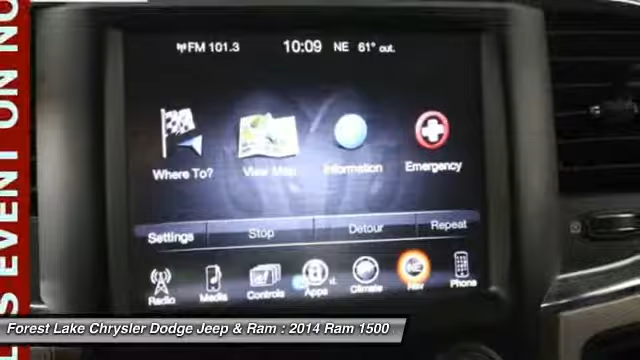 FM 101.3 10:09 NE 61° out.
Where To? View Map Information Emergency
Settings Stop Detour Repeat
Radio Media Controls Apps Climate Nav Phone
S EVENT ON NO
Forest Lake Chrysler Dodge Jeep & Ram : 2014 Ram 1500